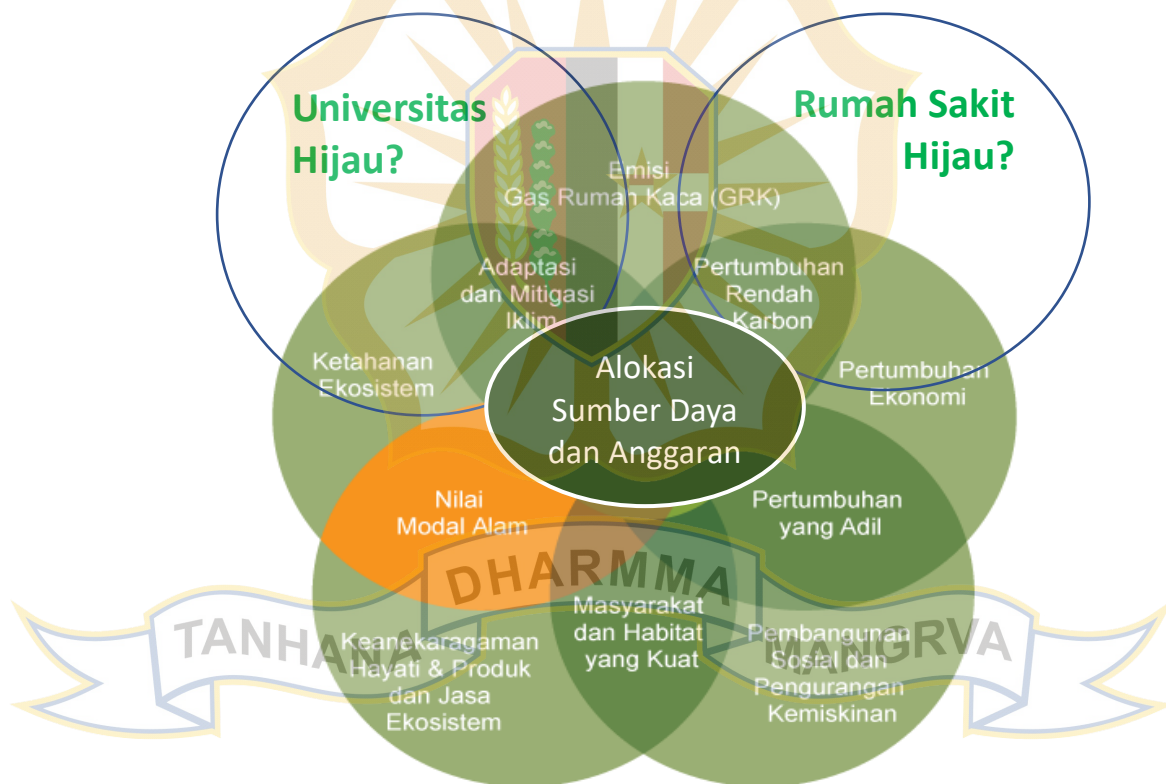 Universitas
Hijau?
Rumah Sakit
Hijau?
Emisi
Gas Rumah Kaca (GRK)
Adaptasi
dan Mitigasi
Iklim
Pertumbuhan
Rendah
Karbon
Ketahanan
Ekosistem
Alokasi
Sumber Daya
dan Anggaran
Pertumbuhan
Ekonomi
Nilai
Modal Alam
Pertumbuhan
yang Adil
Masyarakat
dan Habitat
yang Kuat
Keanekaragaman
Hayati & Produk
dan Jasa
Ekosistem
Pembangunan
Sosial dan
Pengurangan
Kemiskinan
TANHANA DHARMMA MANGRVA